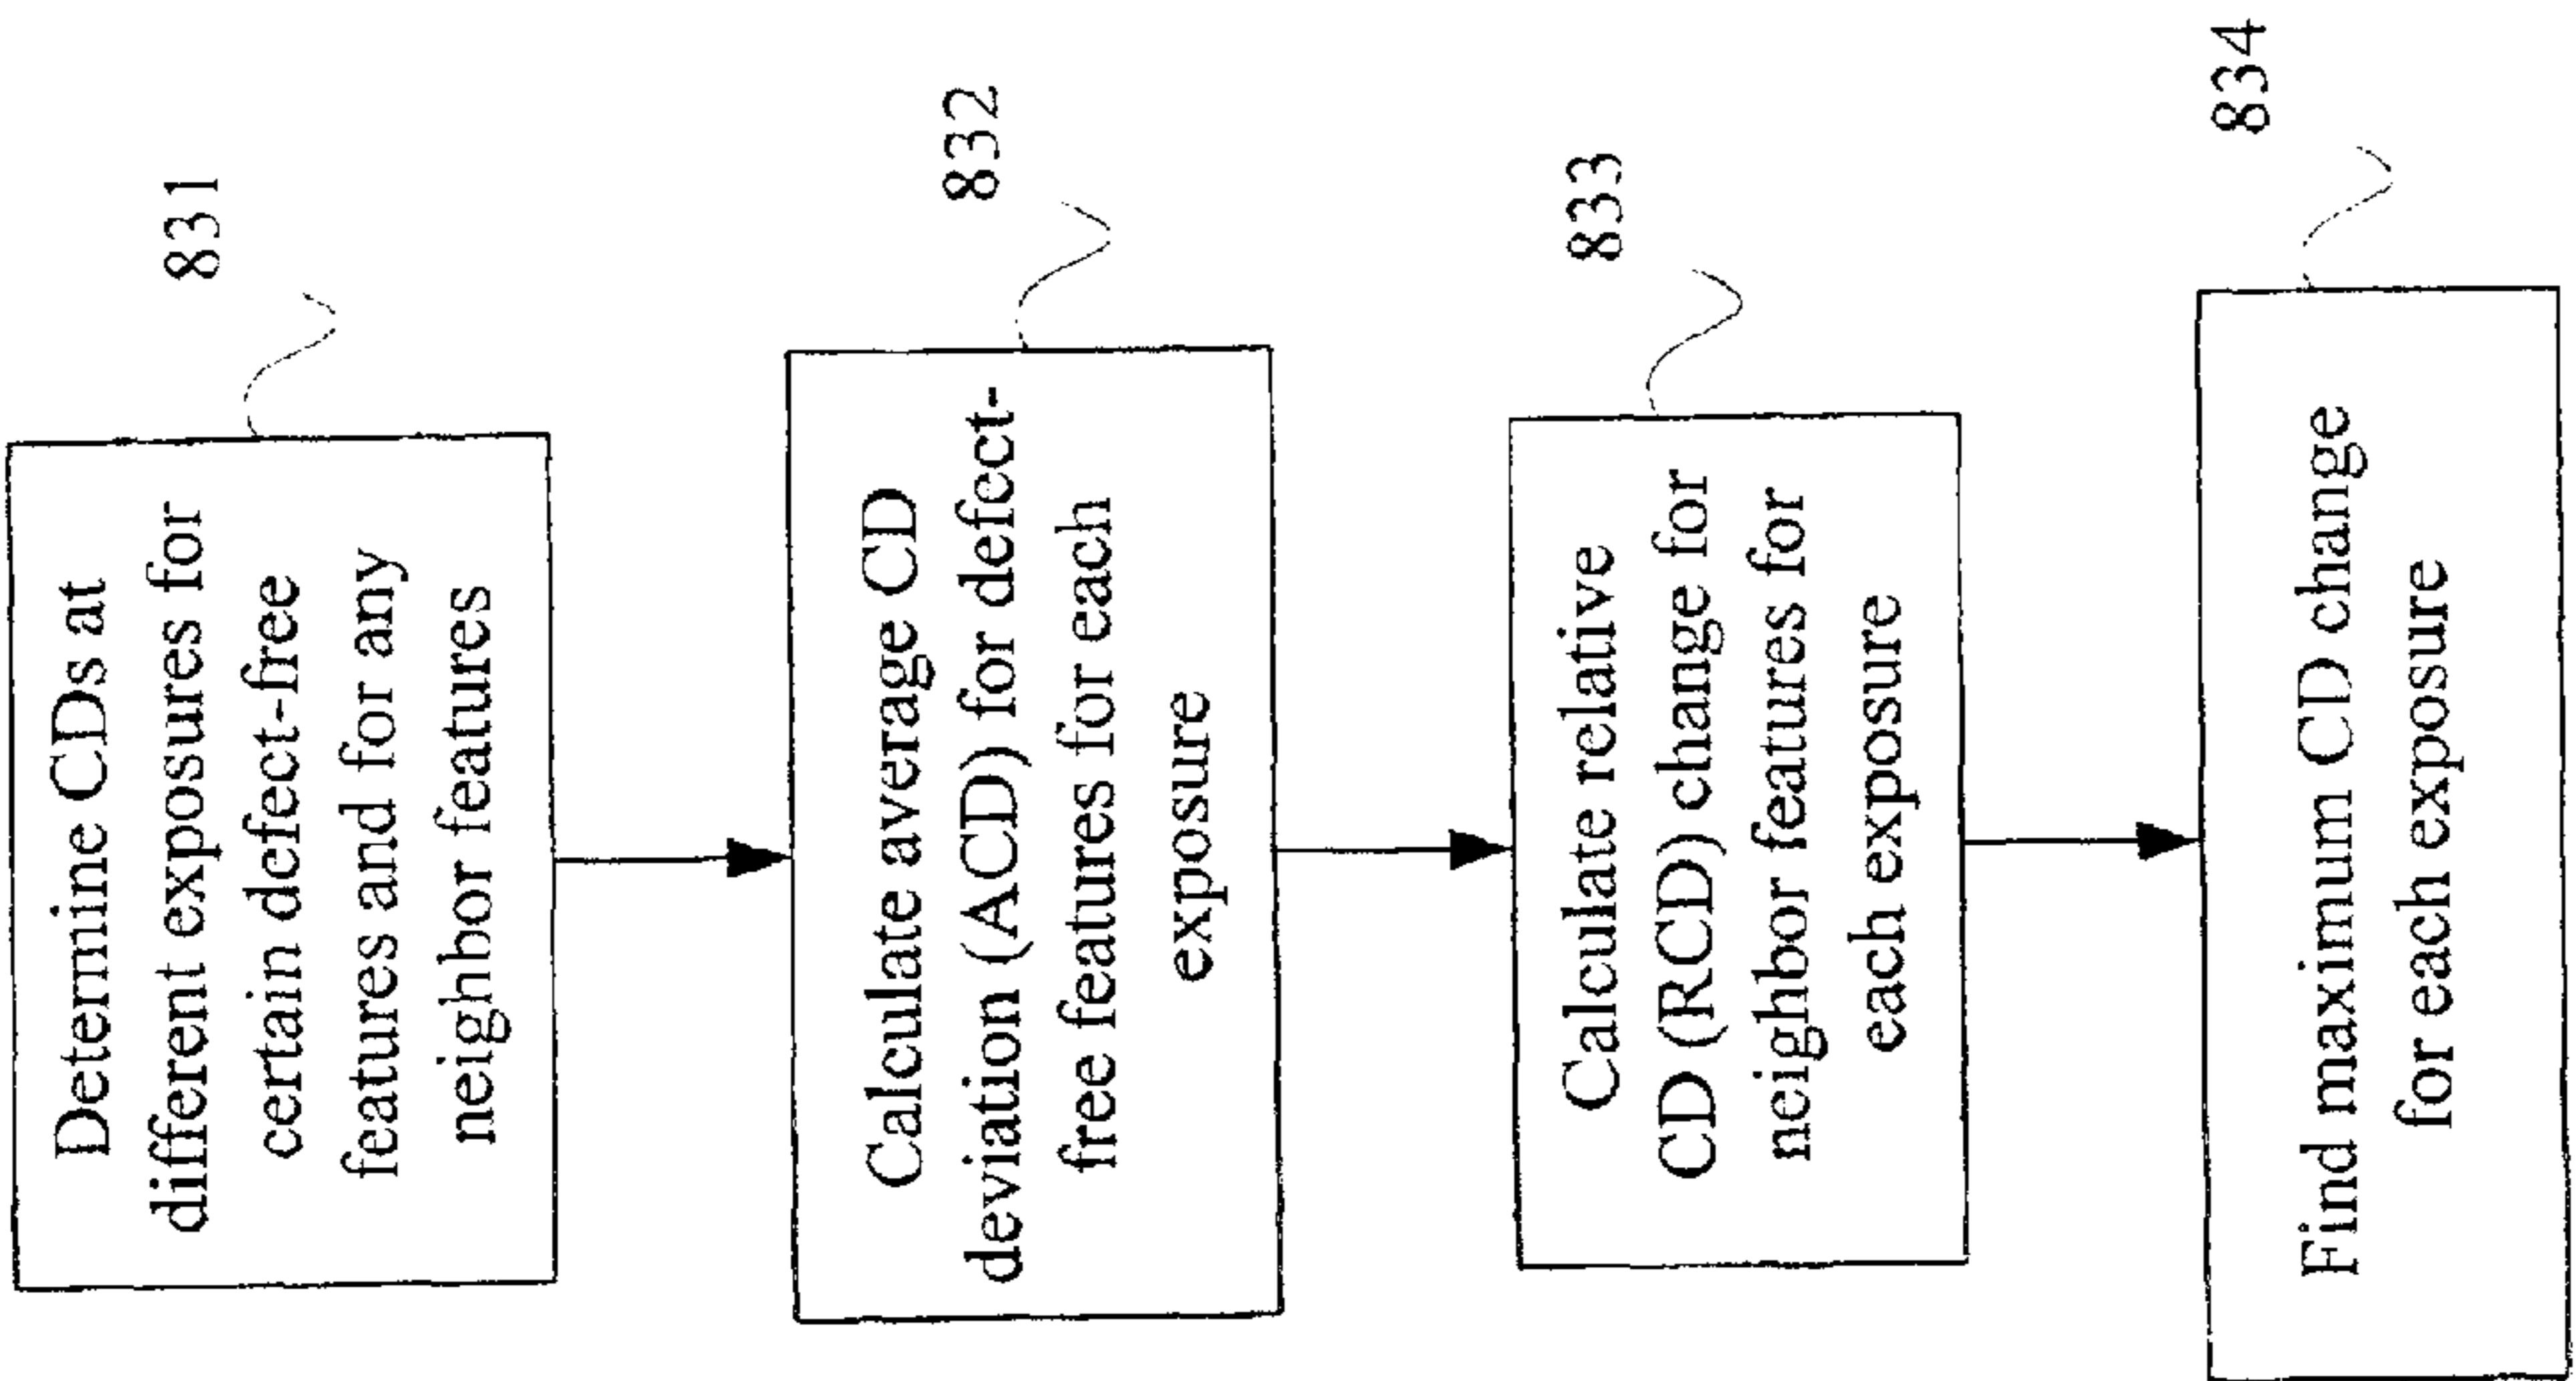 Determine CDs at
different exposures for
certain defect-free
features and for any
neighbor features
831
Calculate average CD
deviation (ACD) for defect-
free features for each
exposure
832
Calculate relative
CD (RCD) change for
neighbor features for
each exposure
833
Find maximum CD change
for each exposure
834